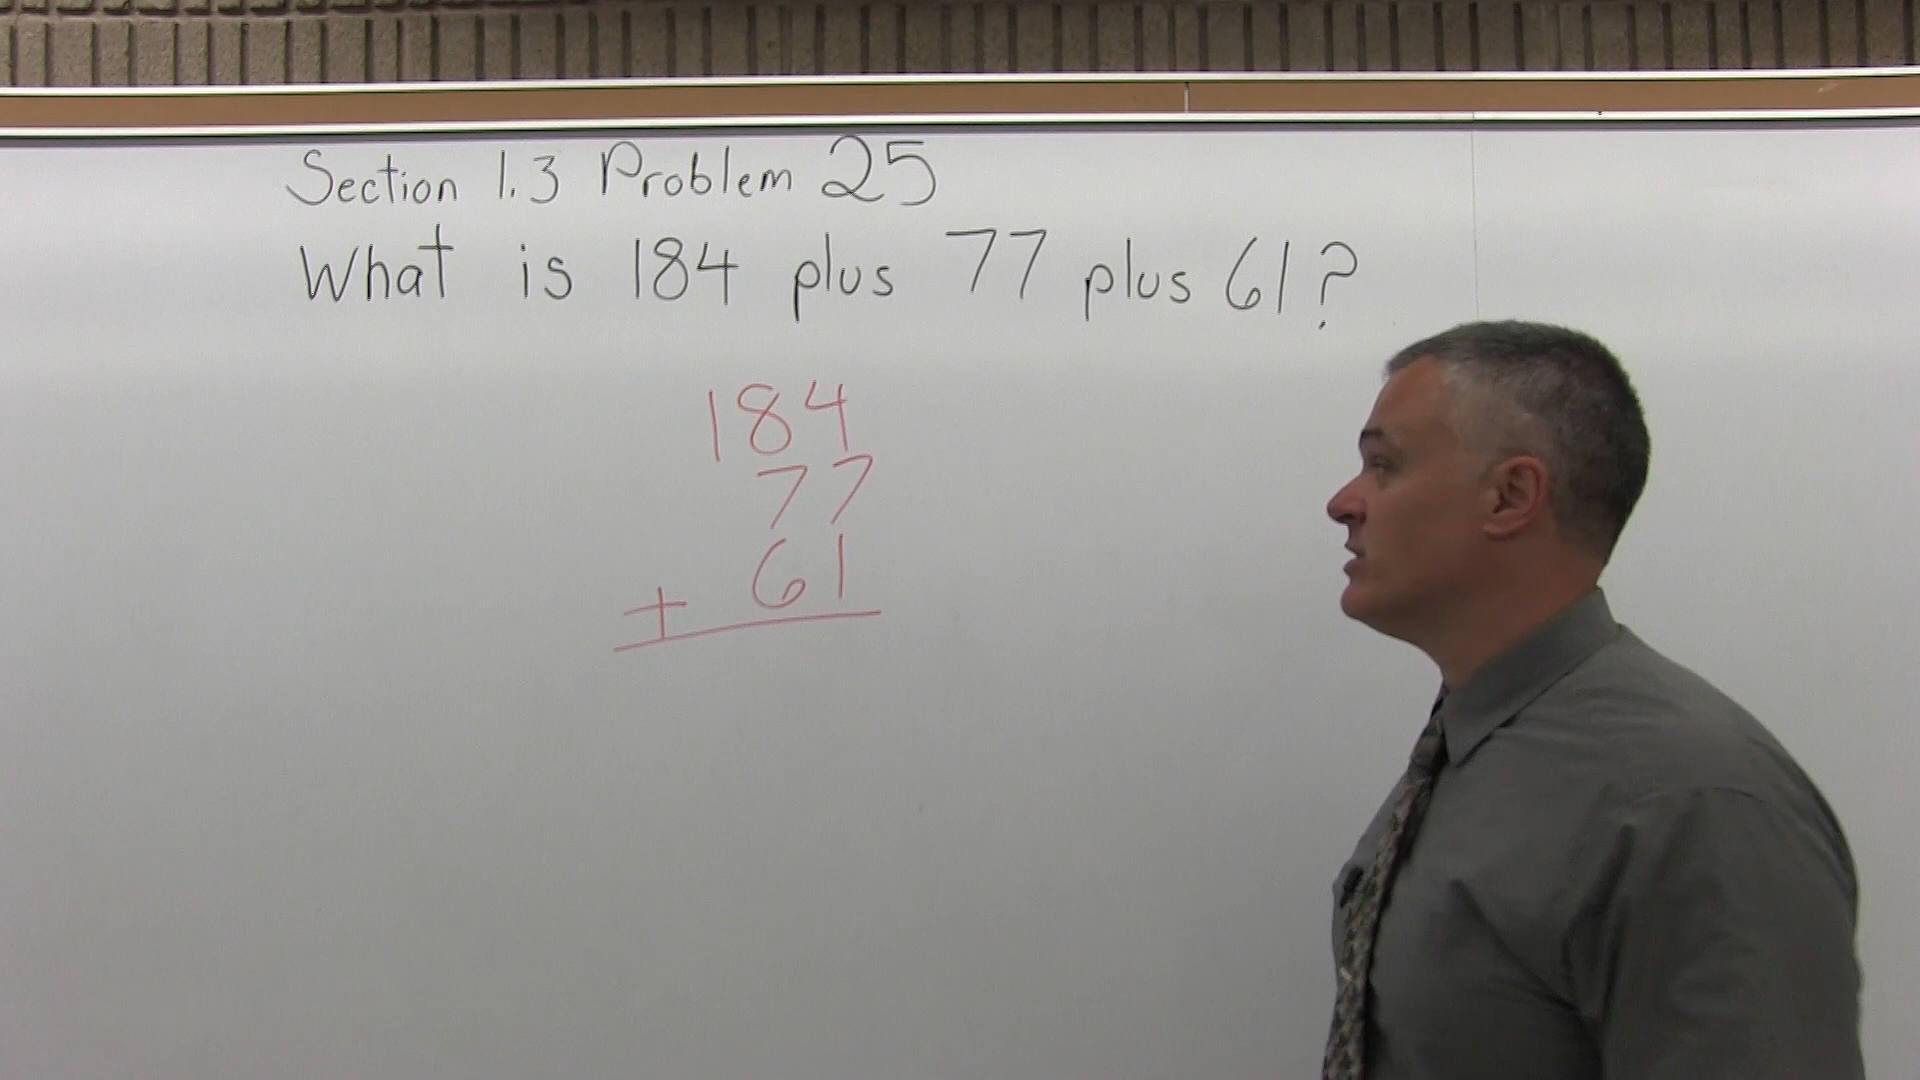 Section 1.3 Problem 25
What is 184 plus 77 plus 61?
184
77
+ 61